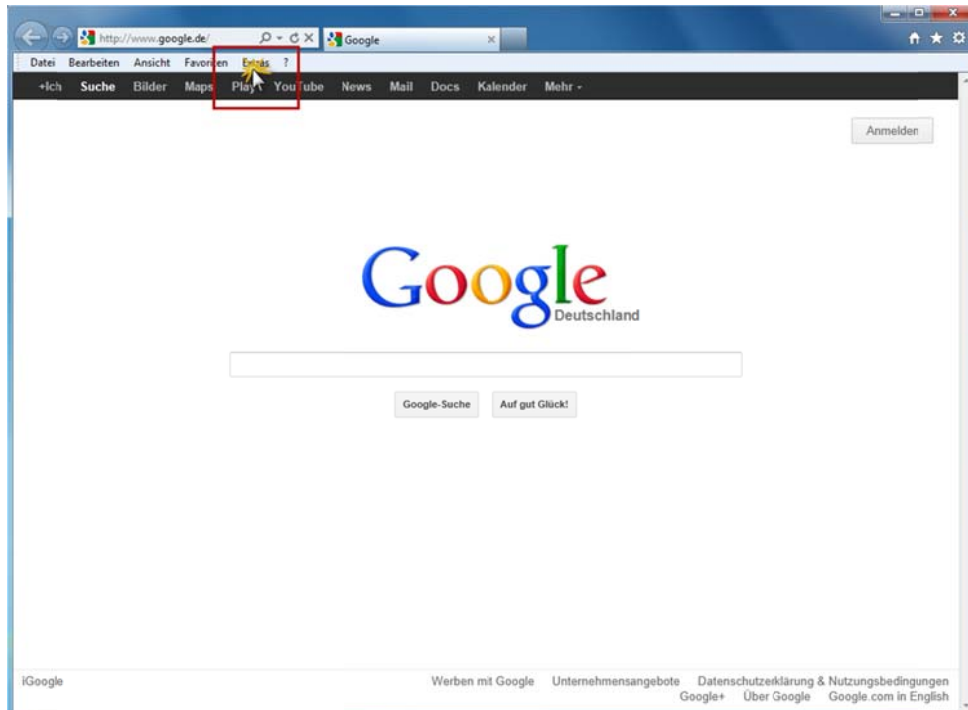 http://www.google.de/
Google
Datei Bearbeiten Ansicht Favoriten Extras ?
+Ich Suche Bilder Maps Play YouTube News Mail Docs Kalender Mehr
Anmelden
Google
Deutschland
Google-Suche Auf gut Glück!
iGoogle Werben mit Google Unternehmensangebote Datenschutzerklärung & Nutzungsbedingungen
Google+ Über Google Google.com in English